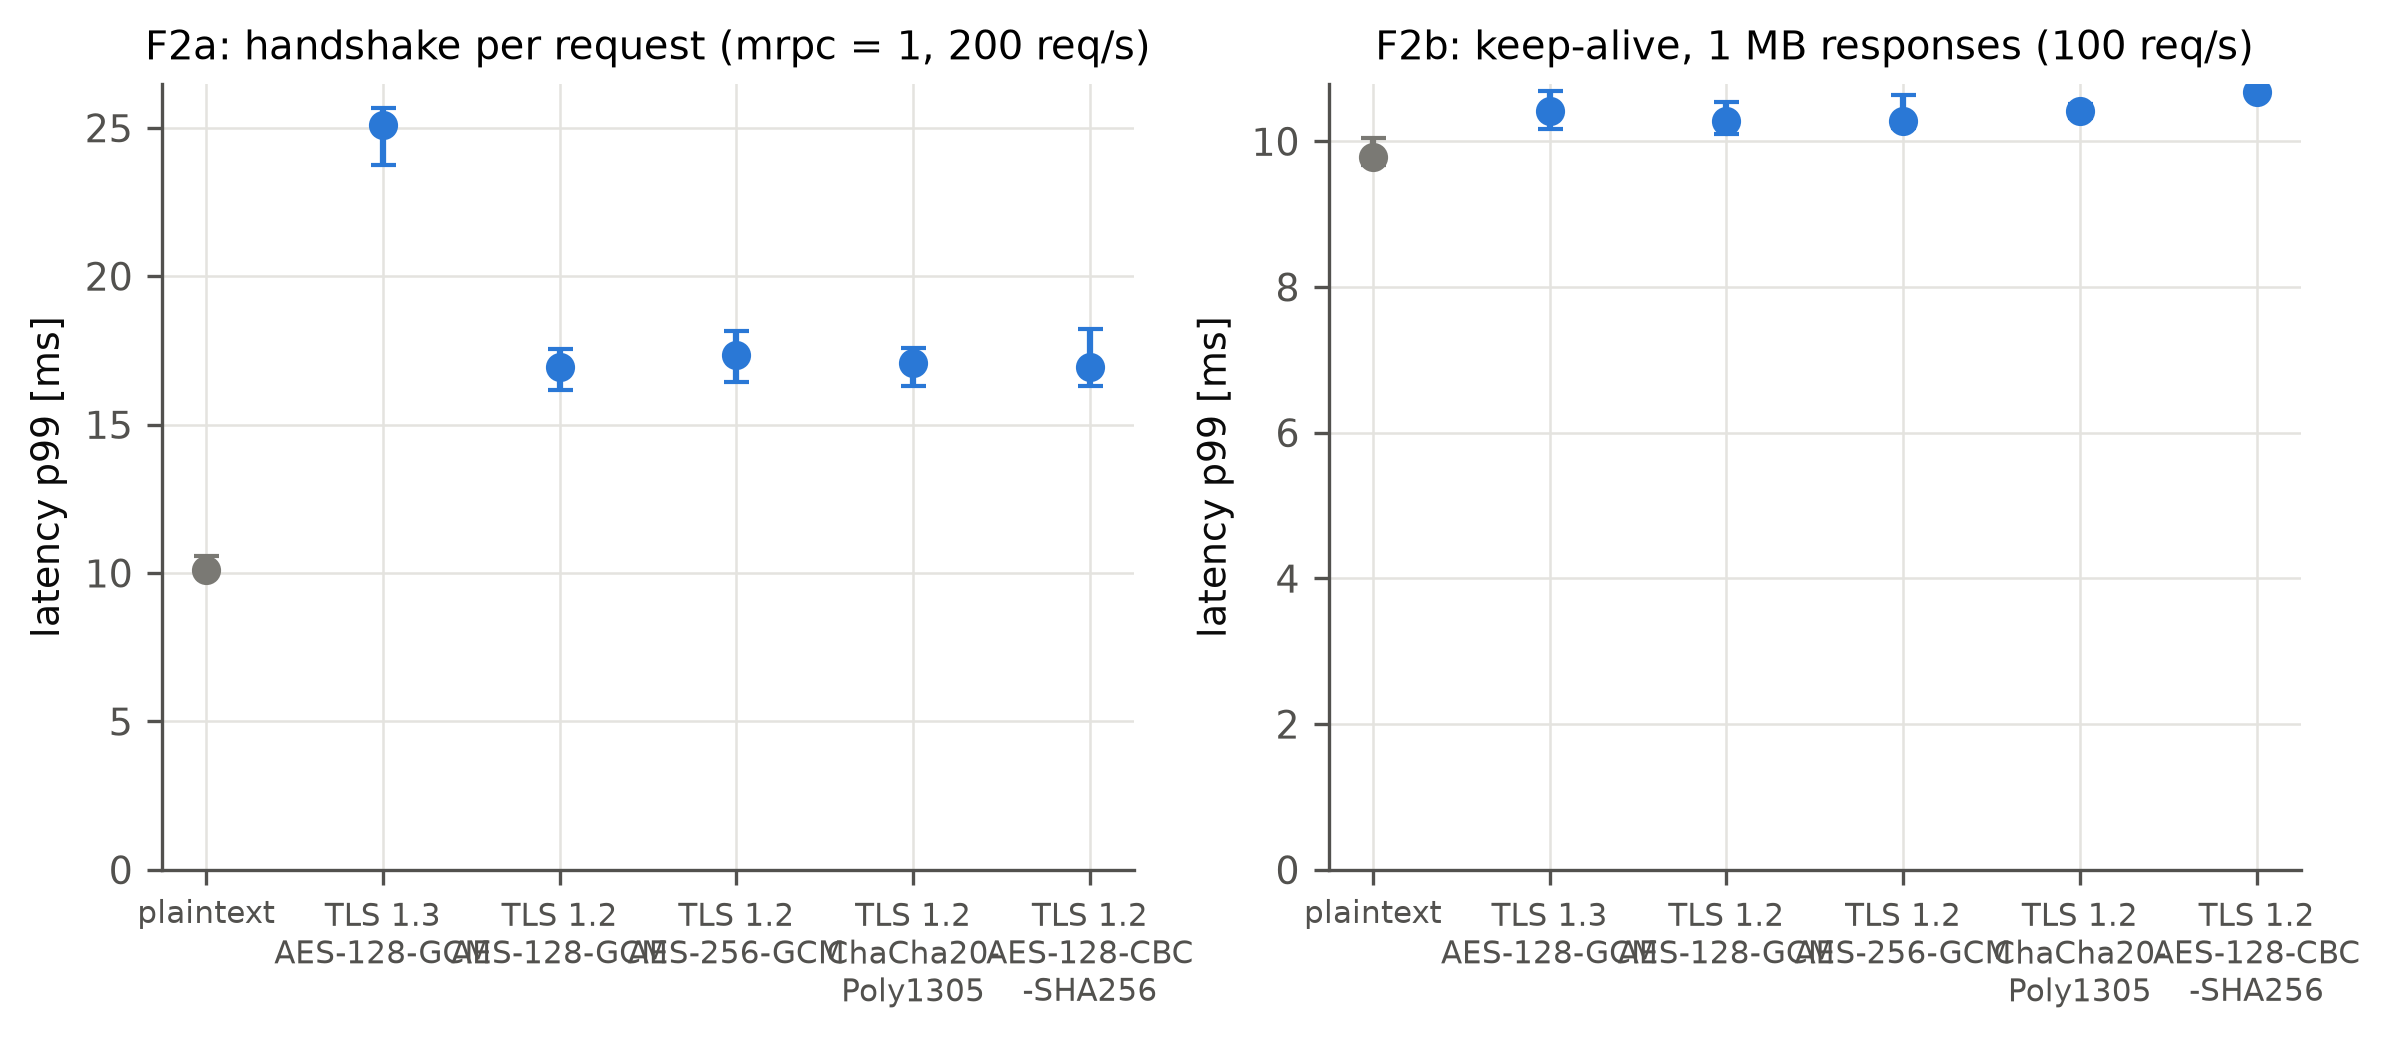 F2a: handshake per request (mrpc = 1, 200 req/s)
latency p99 [ms]
25
20
15
10
5
0
plaintext
TLS 1.3
AES-128-GCM
TLS 1.2
AES-128-GCM
TLS 1.2
AES-256-GCM
TLS 1.2
ChaCha20-
Poly1305
TLS 1.2
AES-128-CBC
-SHA256
F2b: keep-alive, 1 MB responses (100 req/s)
latency p99 [ms]
10
8
6
4
2
0
plaintext
TLS 1.3
AES-128-GCM
TLS 1.2
AES-128-GCM
TLS 1.2
AES-256-GCM
TLS 1.2
ChaCha20-
Poly1305
TLS 1.2
AES-128-CBC
-SHA256